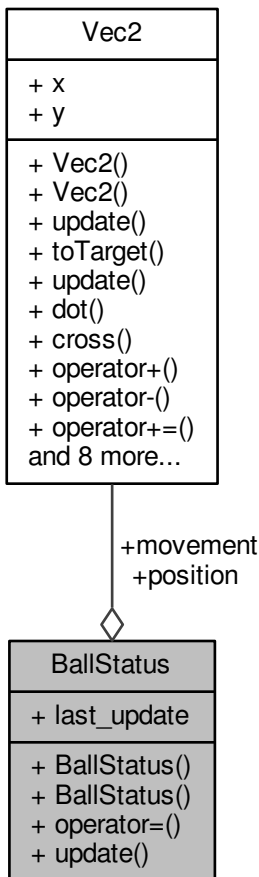 Vec2
+ x
+ y
+ Vec2()
+ Vec2()
+ update()
+ toTarget()
+ update()
+ dot()
+ cross()
+ operator+()
+ operator-()
+ operator+=()
and 8 more...
+movement
+position
BallStatus
+ last_update
+ BallStatus()
+ BallStatus()
+ operator=()
+ update()